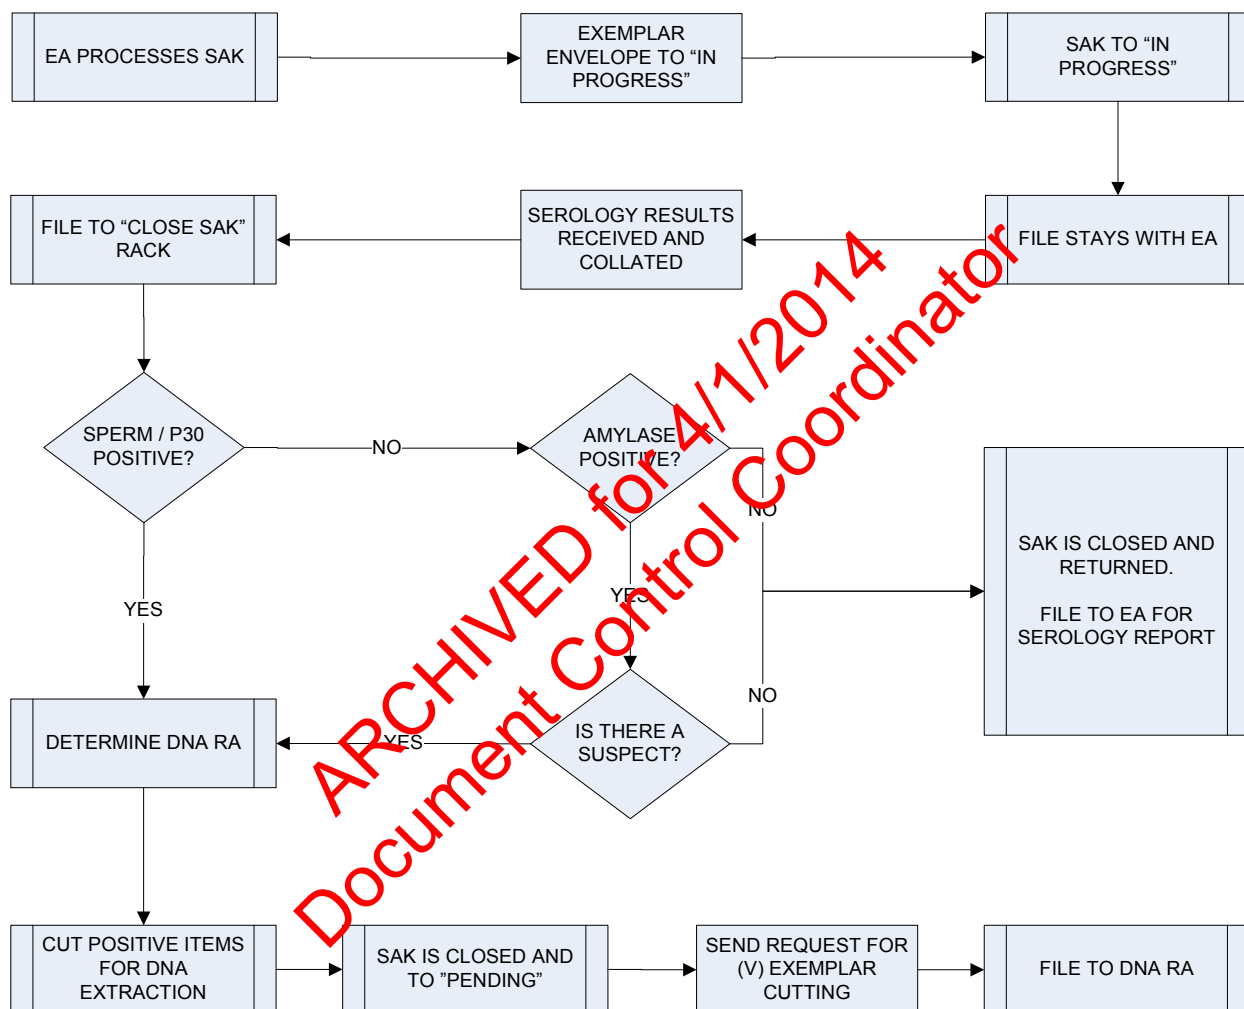 EA PROCESSES SAK
EXEMPLAR
ENVELOPE TO “IN
PROGRESS”
SAK TO “IN
PROGRESS”
FILE TO “CLOSE SAK”
RACK
SEROLOGY RESULTS
RECEIVED AND
COLLATED
FILE STAYS WITH EA
SPERM / P30
POSITIVE?
NO
AMYLASE
POSITIVE?
NO
YES
YES
SAK IS CLOSED AND
RETURNED.
FILE TO EA FOR
SEROLOGY REPORT
DETERMINE DNA RA
YES
IS THERE A
SUSPECT?
NO
CUT POSITIVE ITEMS
FOR DNA
EXTRACTION
SAK IS CLOSED AND
TO ”PENDING”
SEND REQUEST FOR
(V) EXEMPLAR
CUTTING
FILE TO DNA RA
ARCHIVED for 4/1/2014
Document Control Coordinator